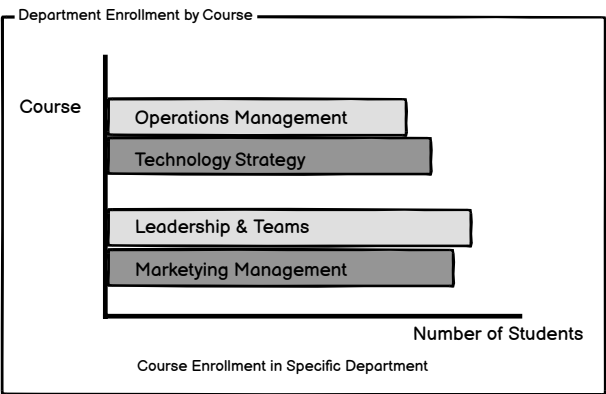 Department Enrollment by Course
Course
Operations Management
Technology Strategy
Leadership & Teams
Marketying Management
Number of Students
Course Enrollment in Specific Department